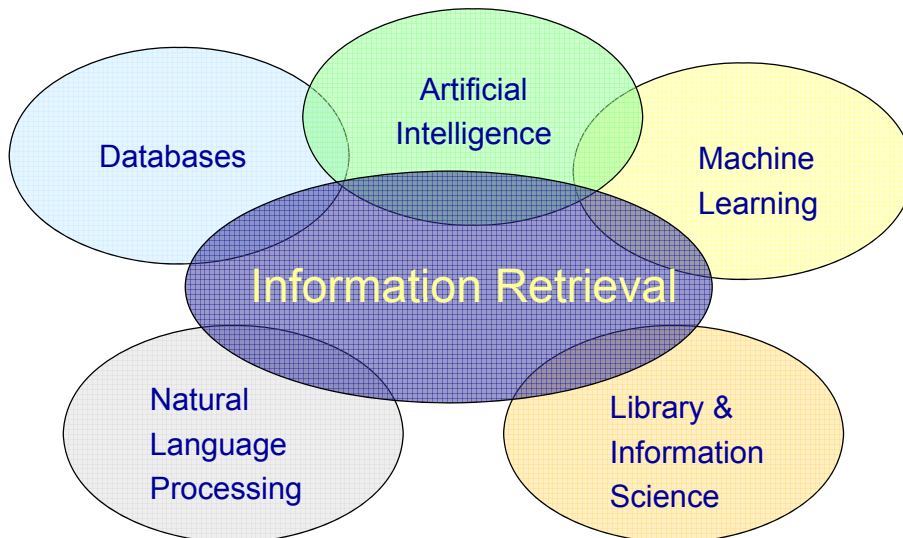 Artificial
Intelligence
Databases
Machine
Learning
Information Retrieval
Natural
Language
Processing
Library &
Information
Science